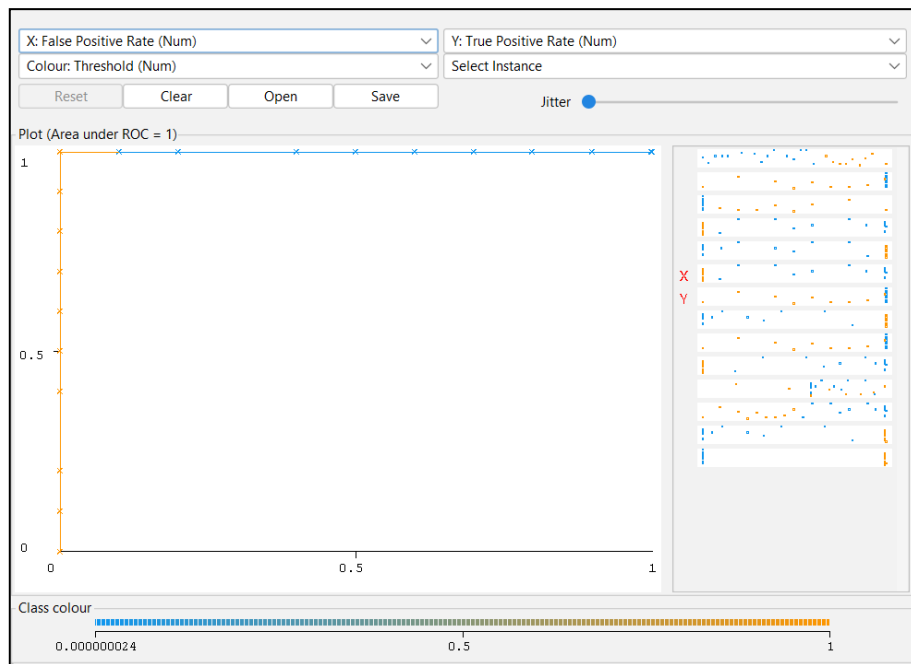 X: False Positive Rate (Num) Y: True Positive Rate (Num)
Colour: Threshold (Num) Select Instance
Reset Clear Open Save Jitter
Plot (Area under ROC = 1)
1
X
Y
0.5
0
0 0.5 1
Class colour
0.000000024 0.5 1